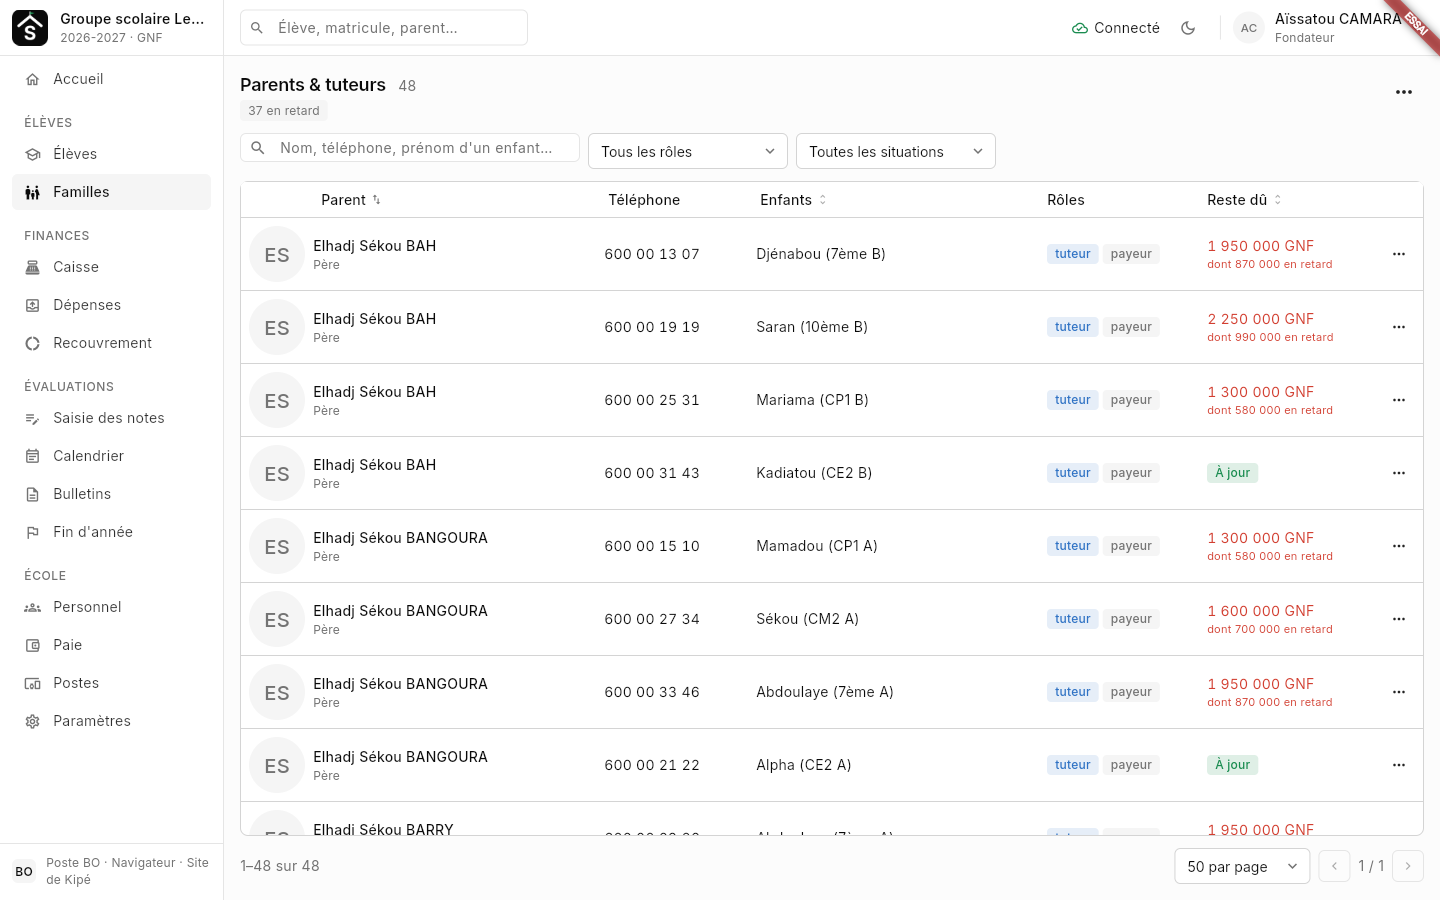 Groupe scolaire Le...
2026-2027 · GNF
Élève, matricule, parent...
Connecté
AC
Aïssatou CAMARA
Fondateur
ESSAI
Accueil
ÉLÈVES
Élèves
Familles
FINANCES
Caisse
Dépenses
Recouvrement
ÉVALUATIONS
Saisie des notes
Calendrier
Bulletins
Fin d'année
ÉCOLE
Personnel
Paie
Postes
Paramètres
BO
Poste BO · Navigateur · Site
de Kipé
Parents & tuteurs 48
37 en retard
Nom, téléphone, prénom d'un enfant...
Tous les rôles
Toutes les situations
Parent Téléphone Enfants Rôles Reste dû
ES Elhadj Sékou BAH 600 00 13 07 Djénabou (7ème B) tuteur payeur 1 950 000 GNF
Père dont 870 000 en retard
ES Elhadj Sékou BAH 600 00 19 19 Saran (10ème B) tuteur payeur 2 250 000 GNF
Père dont 990 000 en retard
ES Elhadj Sékou BAH 600 00 25 31 Mariama (CP1 B) tuteur payeur 1 300 000 GNF
Père dont 580 000 en retard
ES Elhadj Sékou BAH 600 00 31 43 Kadiatou (CE2 B) tuteur payeur À jour
Père
ES Elhadj Sékou BANGOURA 600 00 15 10 Mamadou (CP1 A) tuteur payeur 1 300 000 GNF
Père dont 580 000 en retard
ES Elhadj Sékou BANGOURA 600 00 27 34 Sékou (CM2 A) tuteur payeur 1 600 000 GNF
Père dont 700 000 en retard
ES Elhadj Sékou BANGOURA 600 00 33 46 Abdoulaye (7ème A) tuteur payeur 1 950 000 GNF
Père dont 870 000 en retard
ES Elhadj Sékou BANGOURA 600 00 21 22 Alpha (CE2 A) tuteur payeur À jour
Père
Elhadj Sékou BARRY 1 950 000 GNF
1–48 sur 48
50 par page
1 / 1